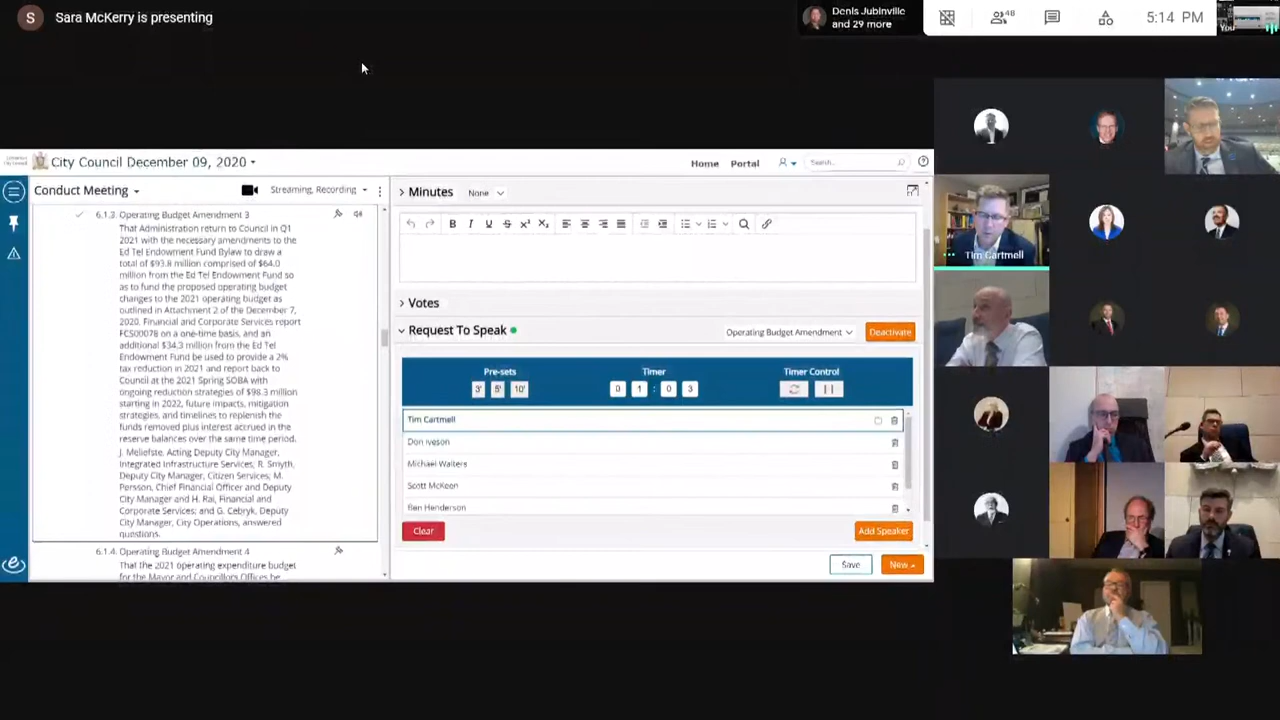 S Sara McKerry is presenting
Denis Jubinville
and 29 more
48
5:14 PM
You
City Council December 09, 2020
Home Portal Search...
Conduct Meeting
Streaming, Recording
6.1.3. Operating Budget Amendment 3
That Administration return to Council in Q1
2021 with the necessary amendments to the
Ed Tel Endowment Fund Bylaw to draw a
total of $93.8 million comprised of $64.0
million from the Ed Tel Endowment Fund so
as to fund the proposed operating budget
changes to the 2021 operating budget as
outlined in Attachment 2 of the December 7,
2020, Financial and Corporate Services report
FCS00078 on a one-time basis, and an
additional $34.3 million from the Ed Tel
Endowment Fund be used to provide a 2%
tax reduction in 2021 and report back to
Council at the 2021 Spring SOBA with
ongoing reduction strategies of $98.3 million
starting in 2022, future impacts, mitigation
strategies, and timelines to replenish the
funds removed plus interest accrued in the
reserve balances over the same time period.
J. Meliefste, Acting Deputy City Manager,
Integrated Infrastructure Services; R. Smyth,
Deputy City Manager, Citizen Services; M.
Persson, Chief Financial Officer and Deputy
City Manager and H. Rai, Financial and
Corporate Services; and G. Cebryk, Deputy
City Manager, City Operations, answered
questions.
6.1.4. Operating Budget Amendment 4
That the 2021 operating expenditure budget
for the Mayor and Councillors Offices be
Minutes None
B I U S X² X₂
Votes
Request To Speak
Operating Budget Amendment
Deactivate
Pre-sets Timer Timer Control
3' 5' 10' 0 1 : 0 3
Tim Cartmell
Don Iveson
Michael Walters
Scott McKeen
Ben Henderson
Clear
Add Speaker
Save
New
Tim Cartmell